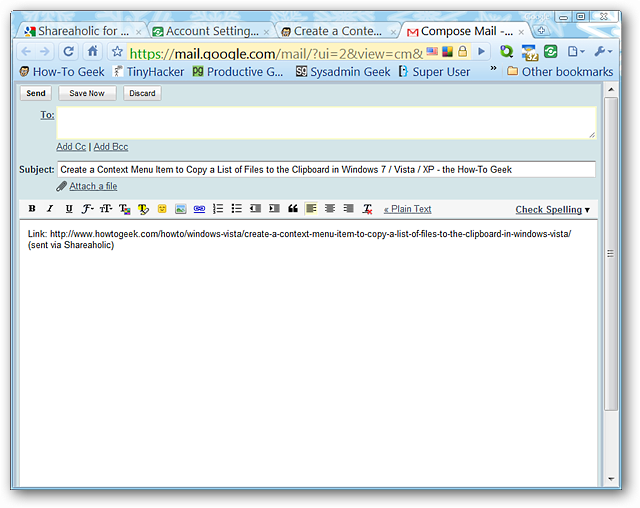 Shareaholic for ...
Account Setting...
Create a Conte...
Compose Mail -...
https://mail.google.com/mail/?ui=2&view=cm&
32
How-To Geek
TinyHacker
Productive G...
Sysadmin Geek
Super User
»
Other bookmarks
Send
Save Now
Discard
To:
Add Cc | Add Bcc
Subject:
Create a Context Menu Item to Copy a List of Files to the Clipboard in Windows 7 / Vista / XP - the How-To Geek
Attach a file
B I U
« Plain Text
Check Spelling ▼
Link: http://www.howtogeek.com/howto/windows-vista/create-a-context-menu-item-to-copy-a-list-of-files-to-the-clipboard-in-windows-vista/
(sent via Shareaholic)